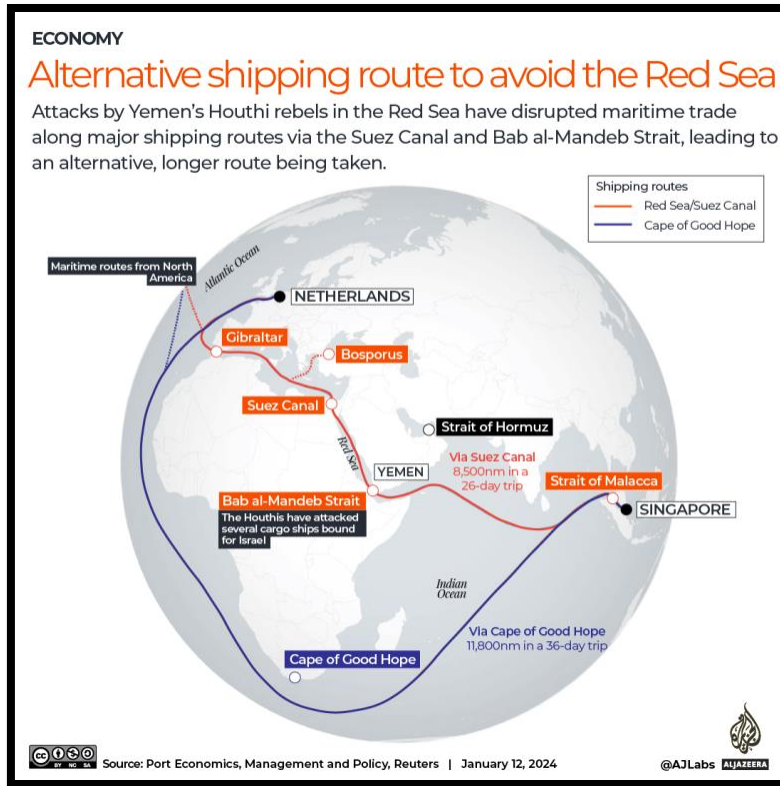 ECONOMY
Alternative shipping route to avoid the Red Sea
Attacks by Yemen's Houthi rebels in the Red Sea have disrupted maritime trade
along major shipping routes via the Suez Canal and Bab al-Mandeb Strait, leading to
an alternative, longer route being taken.
Shipping routes
Red Sea/Suez Canal
Cape of Good Hope
Maritime routes from North
America
Atlantic Ocean
NETHERLANDS
Gibraltar
Bosporus
Suez Canal
Strait of Hormuz
Red Sea
Via Suez Canal
8,500nm in a
26-day trip
YEMEN
Strait of Malacca
Bab al-Mandeb Strait
The Houthis have attacked
several cargo ships bound
for Israel
SINGAPORE
Indian
Ocean
Via Cape of Good Hope
11,800nm in a 36-day trip
Cape of Good Hope
cc BY NC SA
Source: Port Economics, Management and Policy, Reuters | January 12, 2024
@AJLabs ALJAZEERA